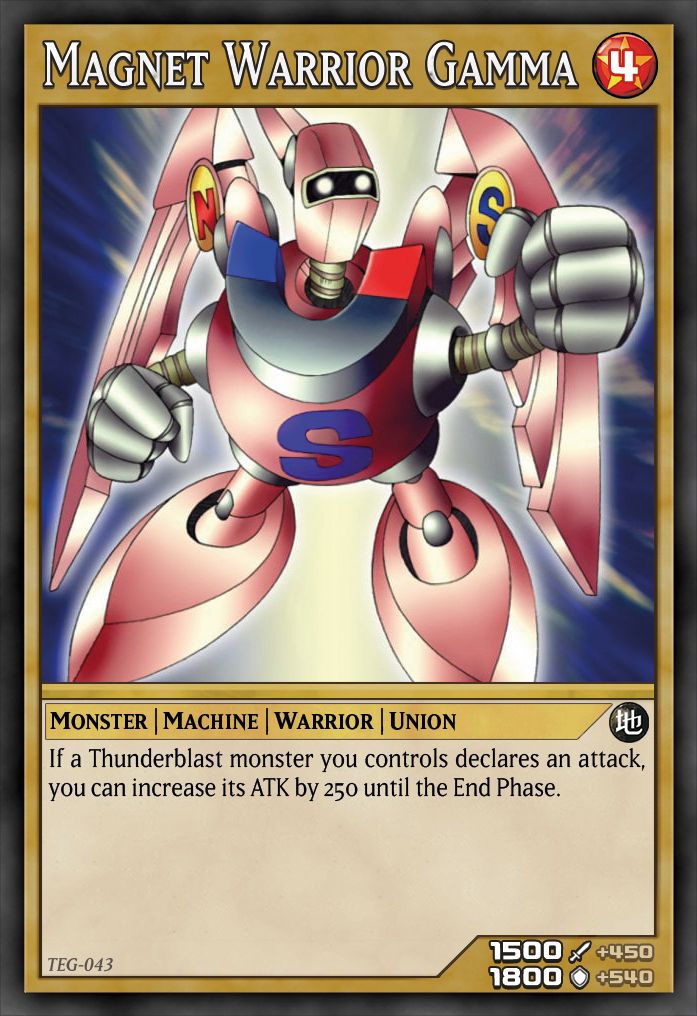 Magnet Warrior Gamma 4
N S
S
Monster | Machine | Warrior | Union 地
If a Thunderblast monster you controls declares an attack,
you can increase its ATK by 250 until the End Phase.
1500 +450
TEG-043
1800 +540